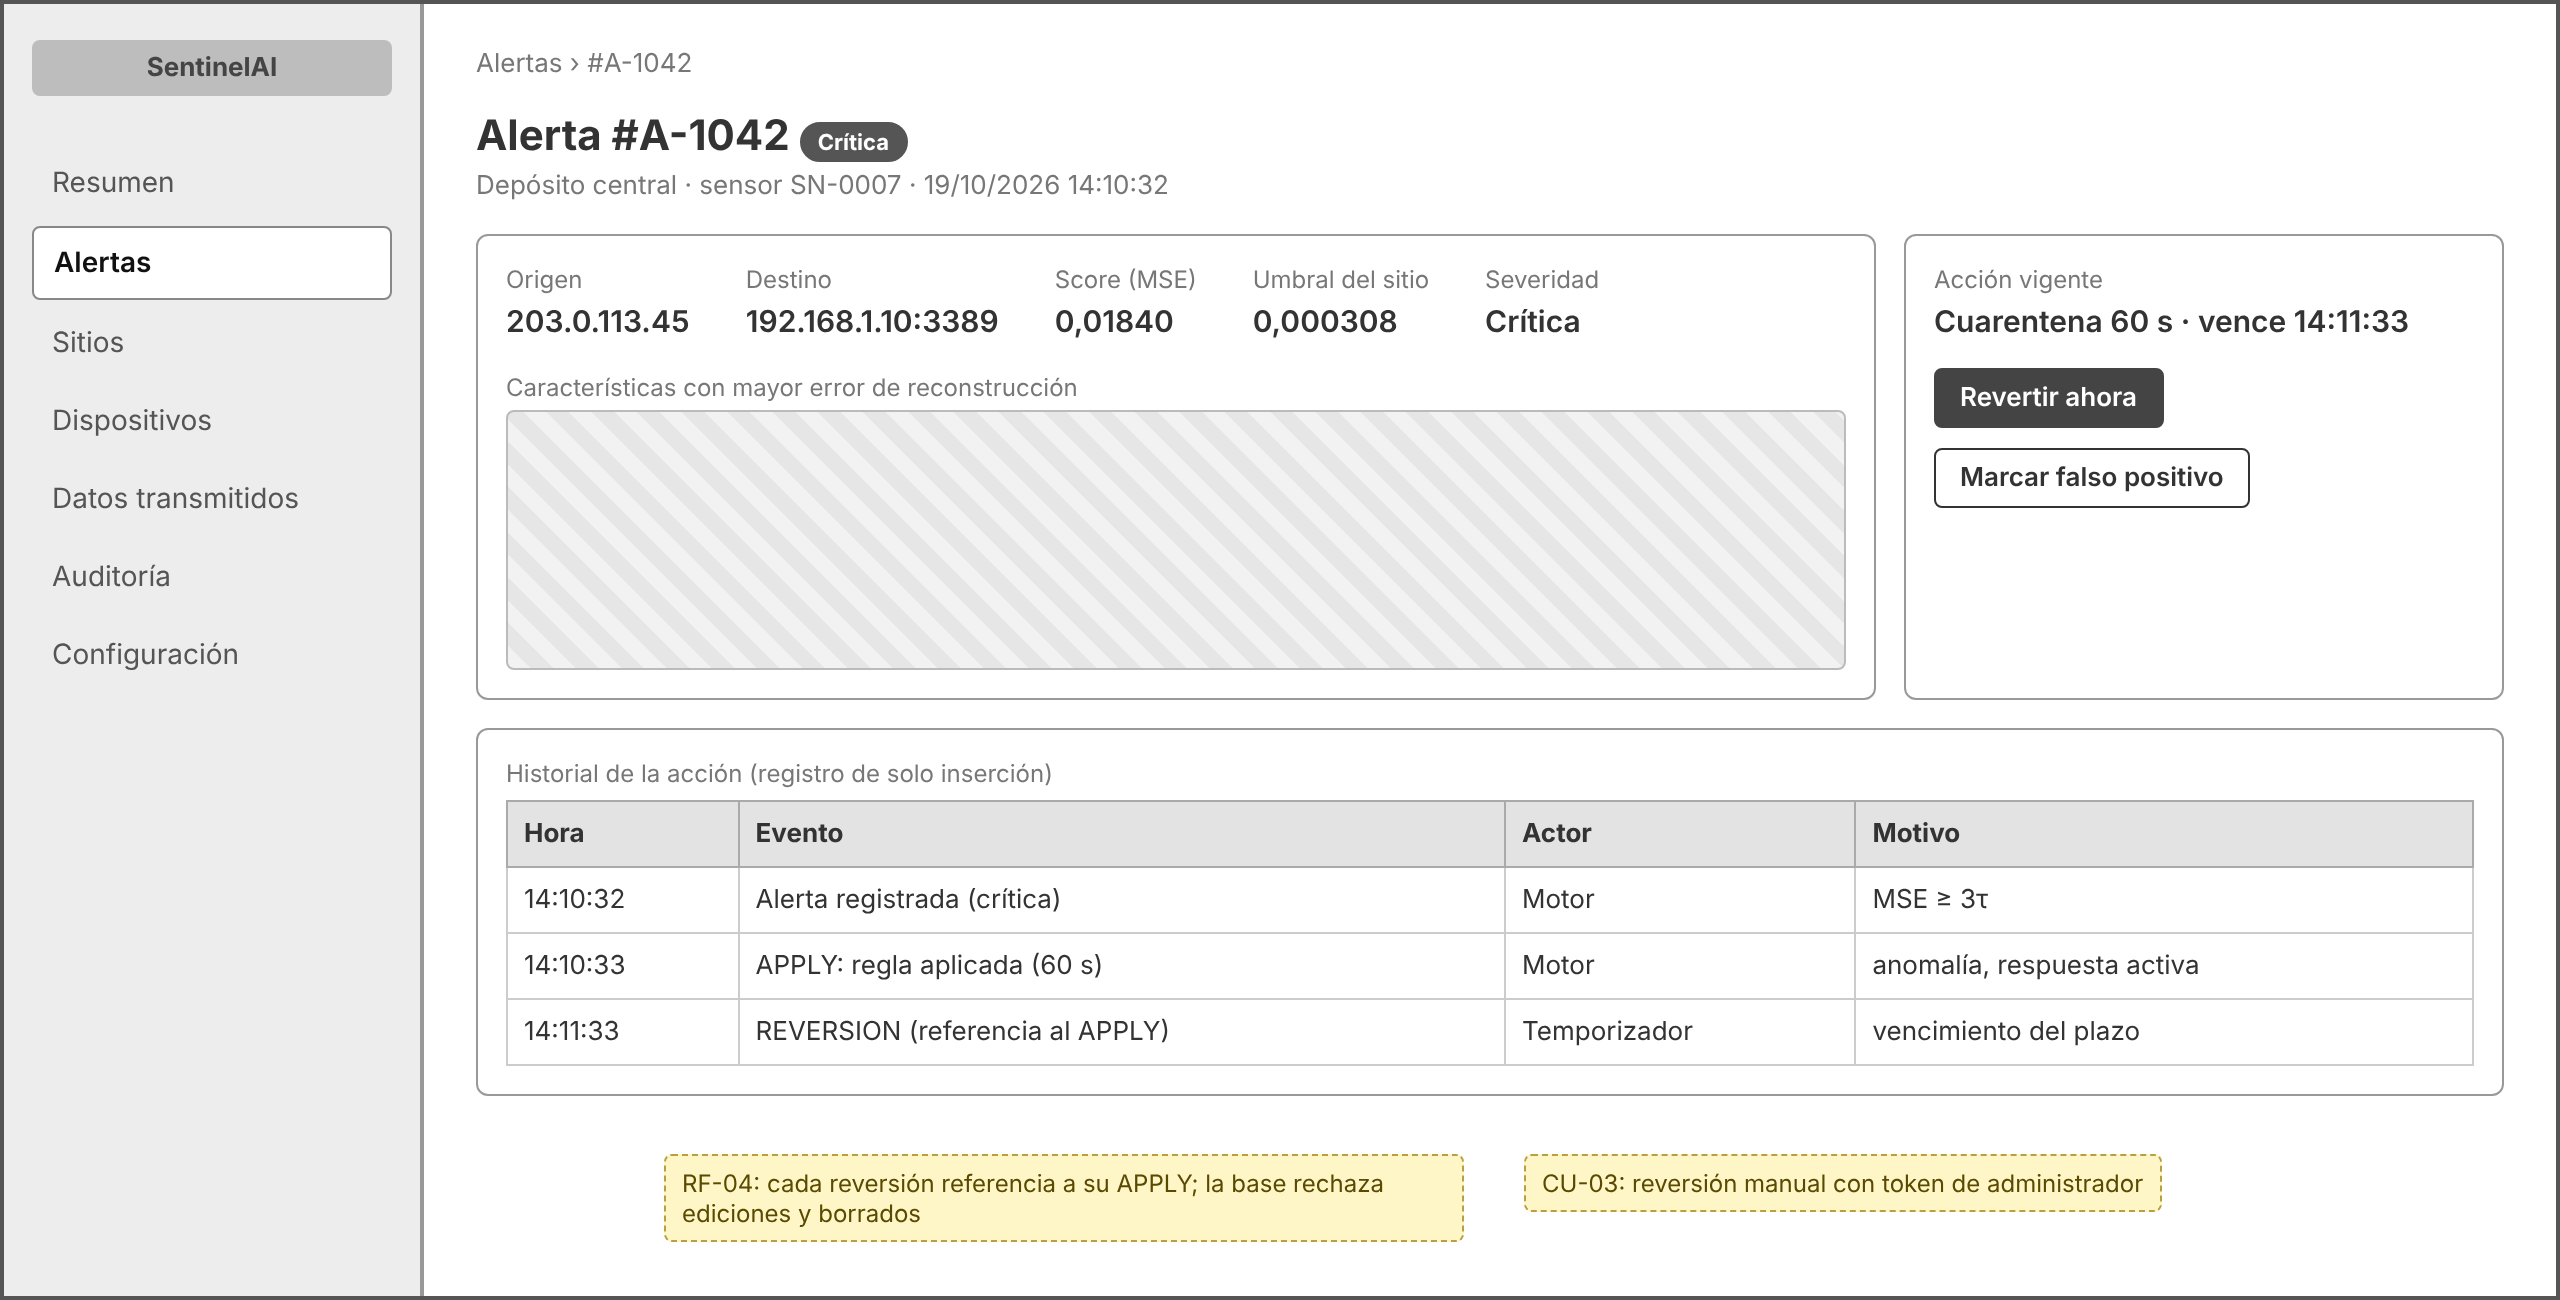 SentinelAI
Resumen
Alertas
Sitios
Dispositivos
Datos transmitidos
Auditoría
Configuración
Alertas › #A-1042
Alerta #A-1042 Crítica
Depósito central · sensor SN-0007 · 19/10/2026 14:10:32
Origen Destino Score (MSE) Umbral del sitio Severidad
203.0.113.45 192.168.1.10:3389 0,01840 0,000308 Crítica
Características con mayor error de reconstrucción
Acción vigente
Cuarentena 60 s · vence 14:11:33
Revertir ahora
Marcar falso positivo
Historial de la acción (registro de solo inserción)
Hora Evento Actor Motivo
14:10:32 Alerta registrada (crítica) Motor MSE ≥ 3τ
14:10:33 APPLY: regla aplicada (60 s) Motor anomalía, respuesta activa
14:11:33 REVERSION (referencia al APPLY) Temporizador vencimiento del plazo
RF-04: cada reversión referencia a su APPLY; la base rechaza
ediciones y borrados
CU-03: reversión manual con token de administrador